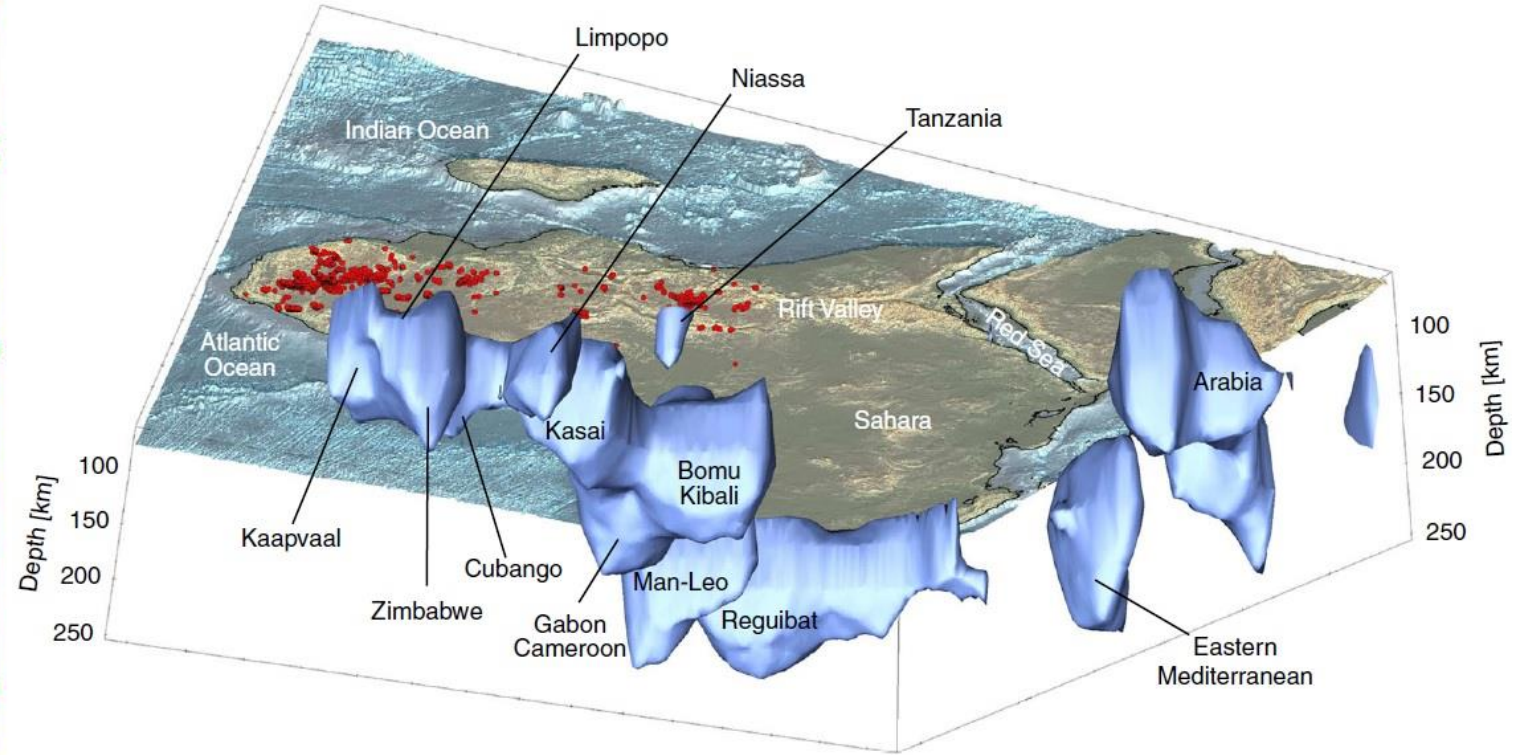 Limpopo
Niassa
Tanzania
Indian Ocean
Rift Valley
Atlantic
Ocean
Red Sea
Arabia
Sahara
Kasai
Bomu
Kibali
Kaapvaal
Cubango
Zimbabwe
Gabon
Cameroon
Man-Leo
Reguibat
Eastern
Mediterranean
100
150
200
250
Depth [km]
100
150
200
250
Depth [km]